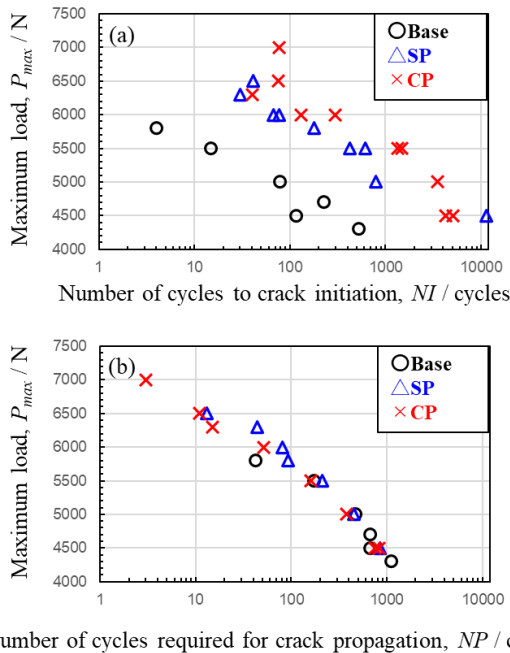 7500
7000
6500
6000
5500
5000
4500
4000
Maximum load, Pmax / N
(a)
Base
SP
CP
1 10 100 1000 10000
Number of cycles to crack initiation, NI / cycles
7500
7000
6500
6000
5500
5000
4500
4000
Maximum load, Pmax / N
(b)
Base
SP
CP
1 10 100 1000 10000
umber of cycles required for crack propagation, NP / c